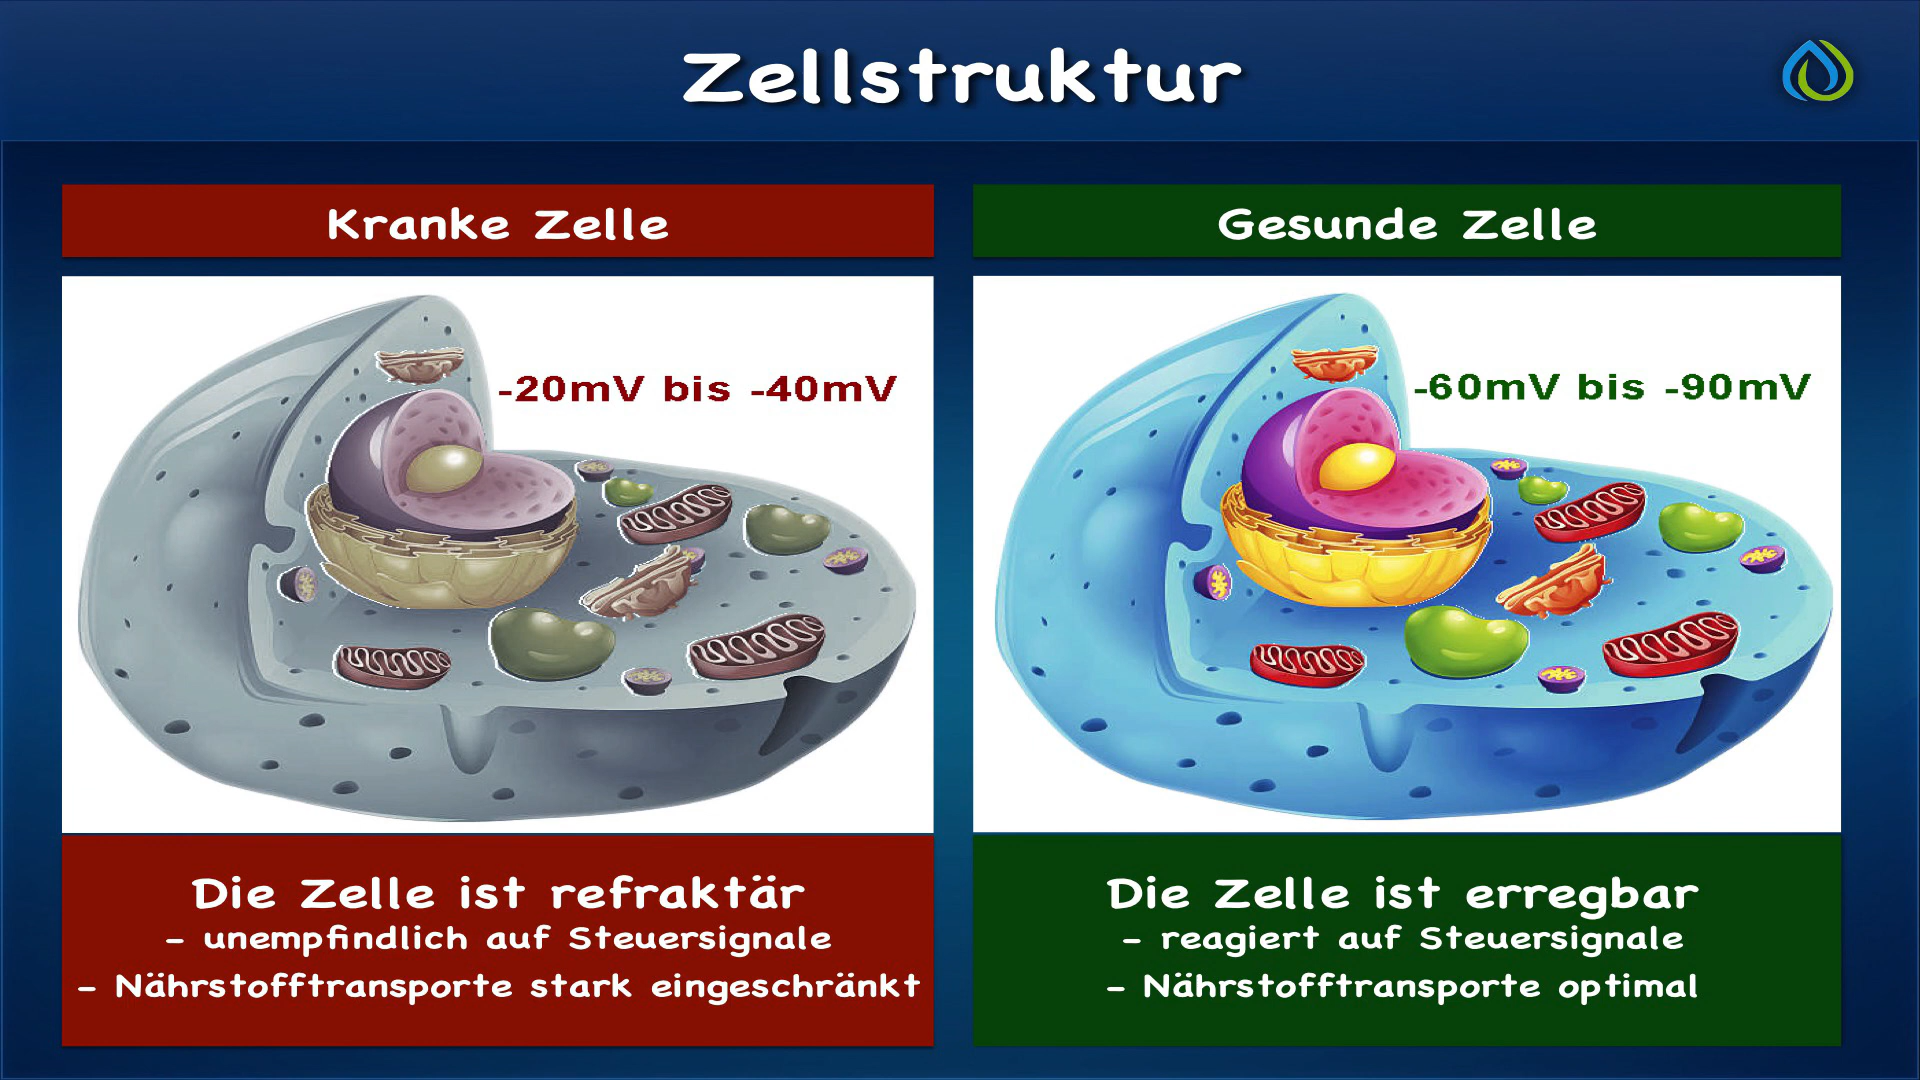 Zellstruktur
Kranke Zelle
-20mV bis -40mV
Die Zelle ist refraktär
- unempfindlich auf Steuersignale
- Nährstofftransporte stark eingeschränkt
Gesunde Zelle
-60mV bis -90mV
Die Zelle ist erregbar
- reagiert auf Steuersignale
- Nährstofftransporte optimal